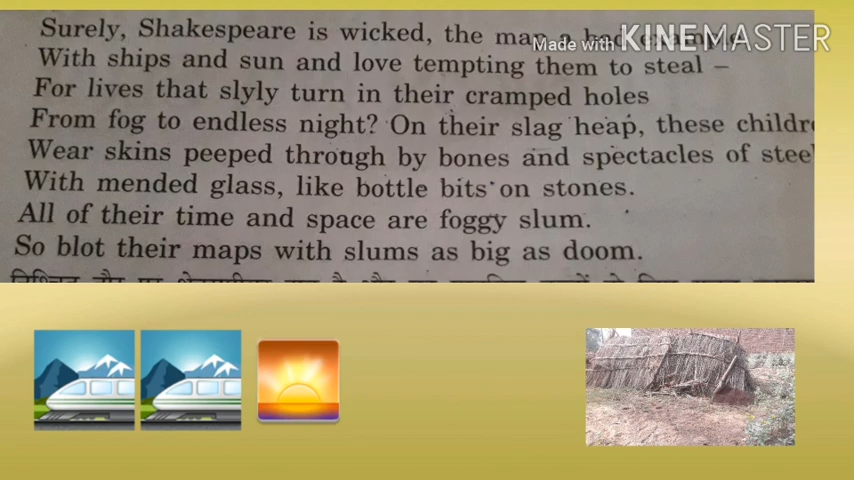 Surely, Shakespeare is wicked, the map a bad example
Made with KINEMASTER
With ships and sun and love tempting them to steal –
For lives that slyly turn in their cramped holes
From fog to endless night? On their slag heap, these childr
Wear skins peeped through by bones and spectacles of stee
With mended glass, like bottle bits on stones.
All of their time and space are foggy slum.
So blot their maps with slums as big as doom.